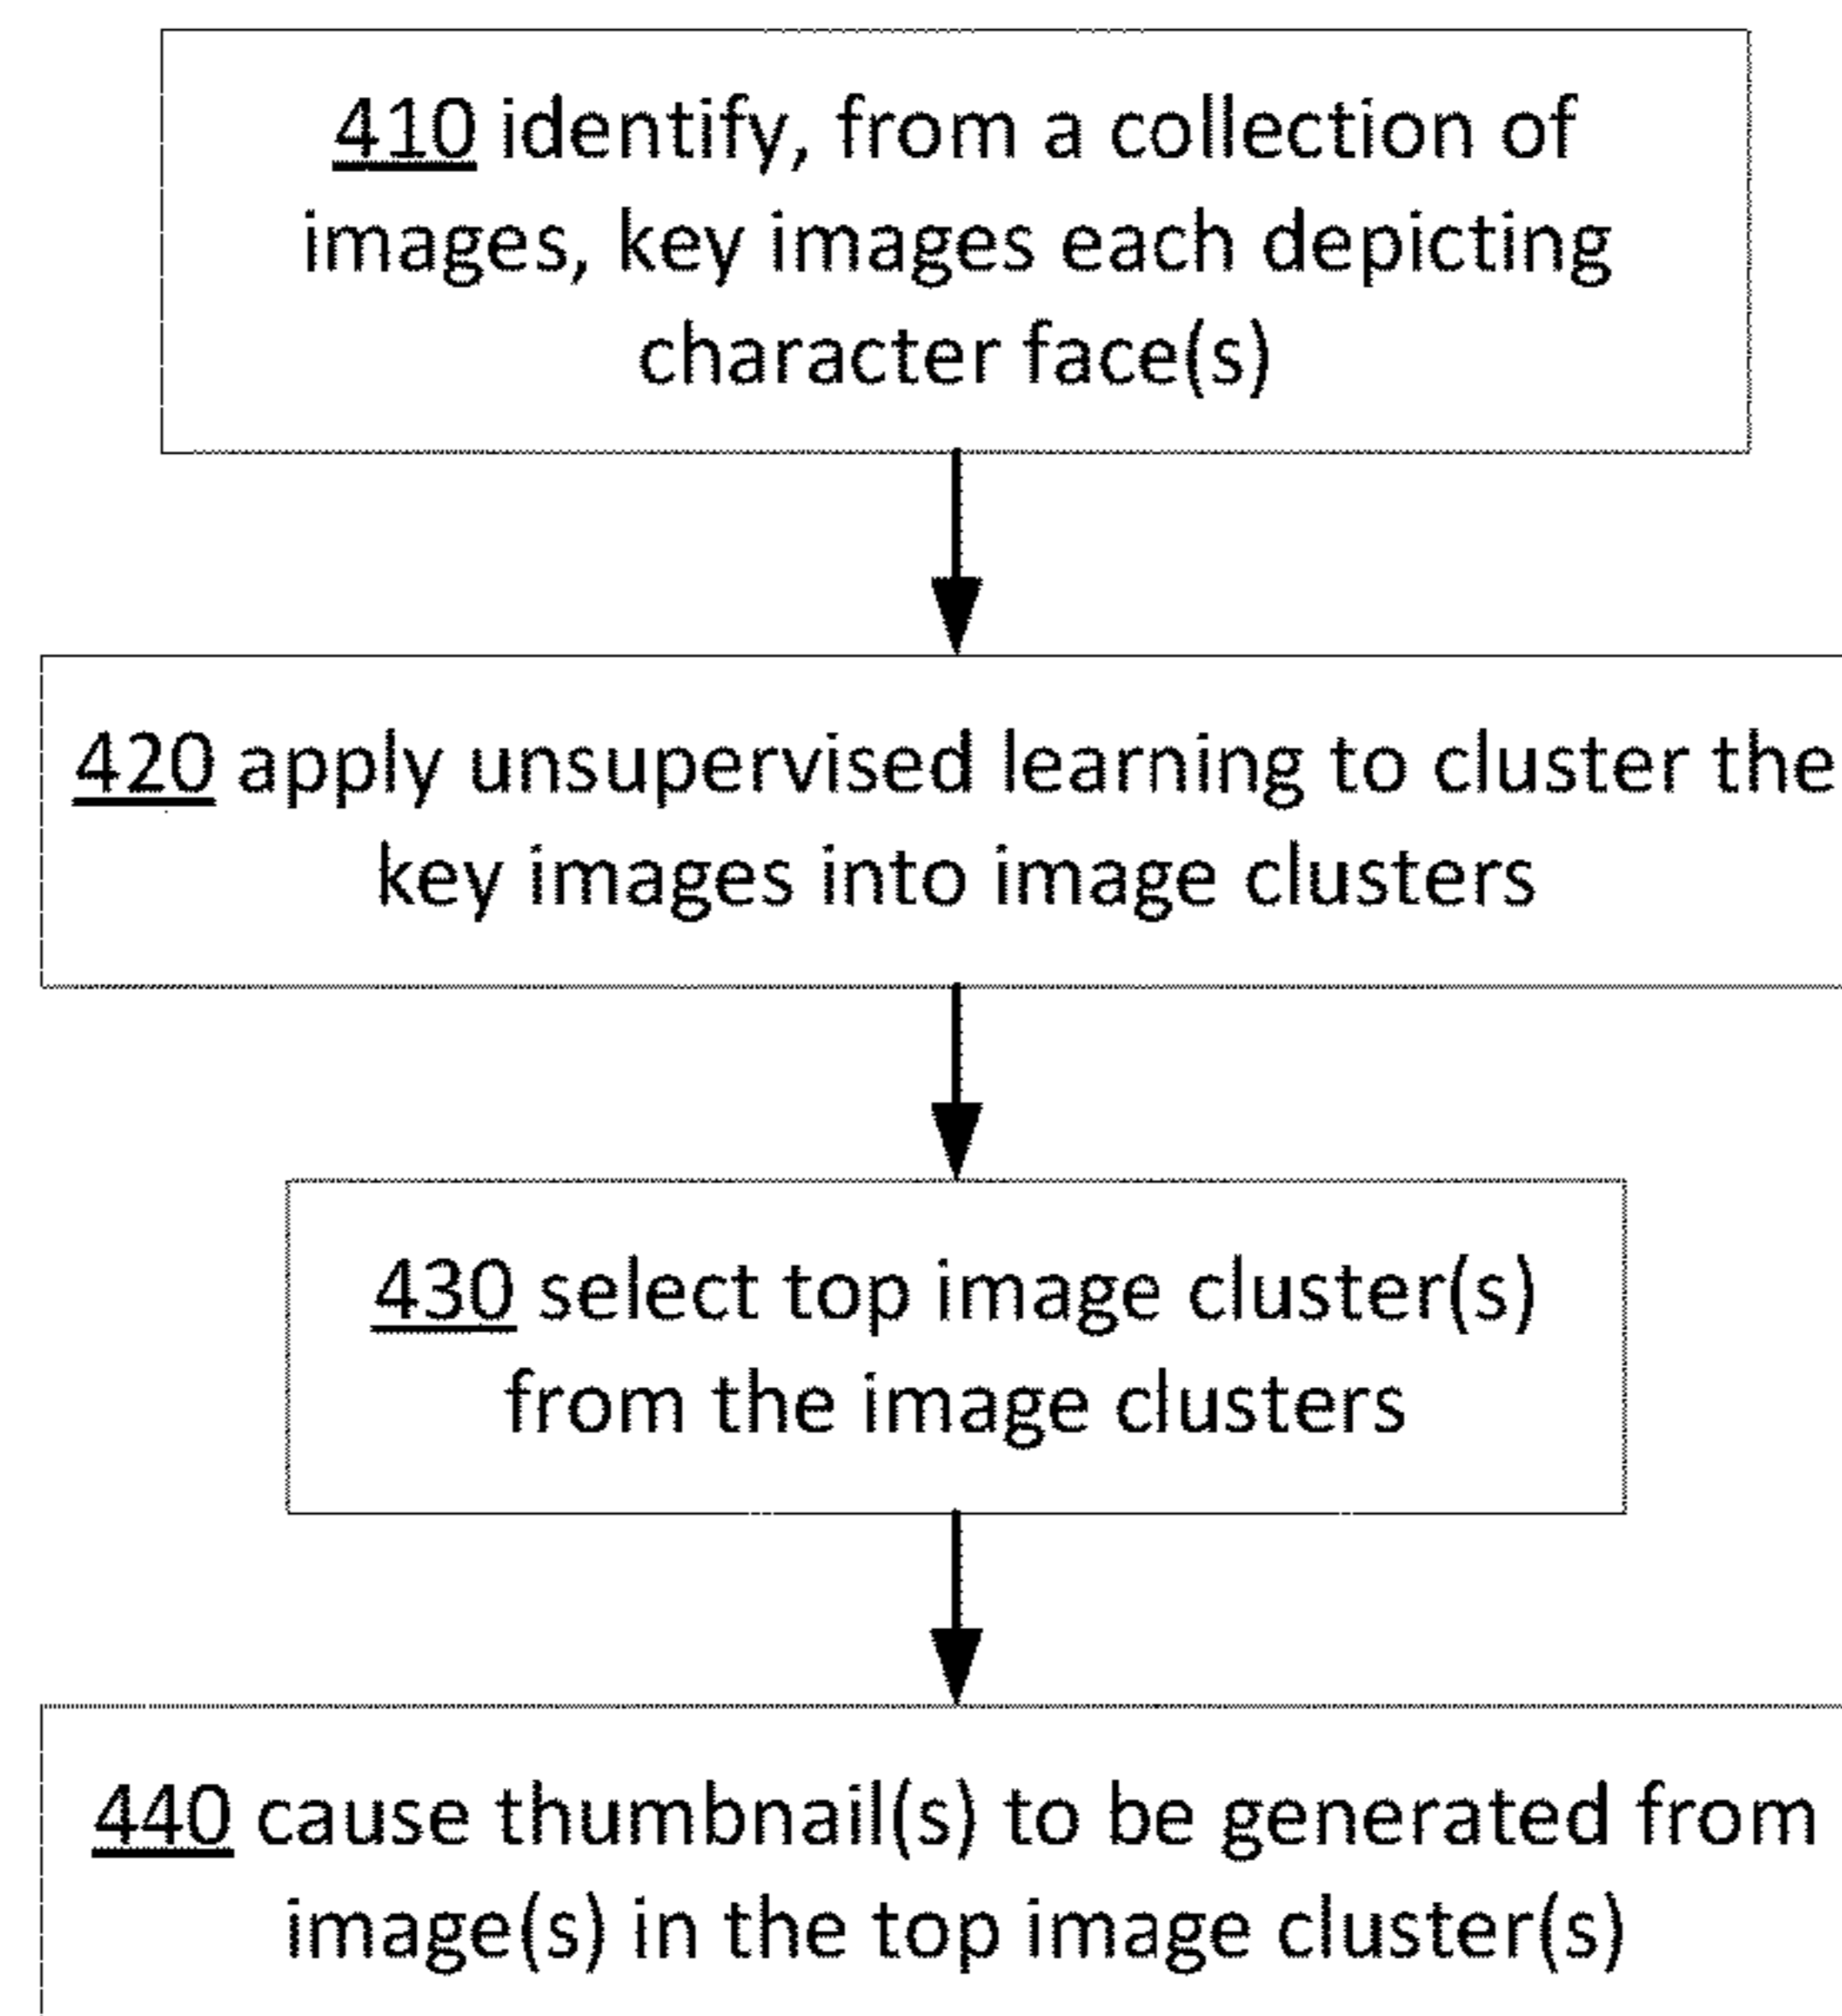 410 identify, from a collection of
images, key images each depicting
character face(s)
420 apply unsupervised learning to cluster the
key images into image clusters
430 select top image cluster(s)
from the image clusters
440 cause thumbnail(s) to be generated from
image(s) in the top image cluster(s)